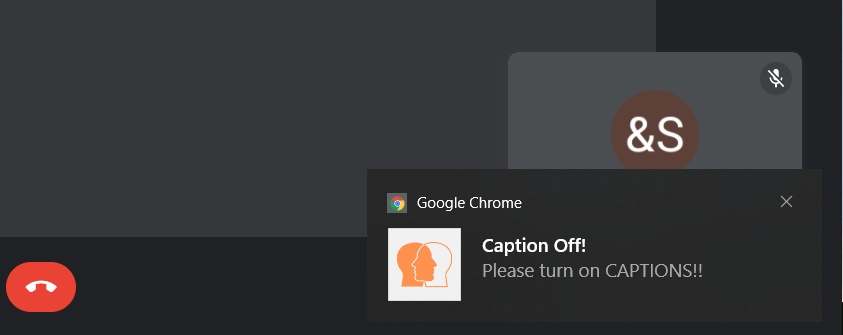 &S
Google Chrome
Caption Off!
Please turn on CAPTIONS!!